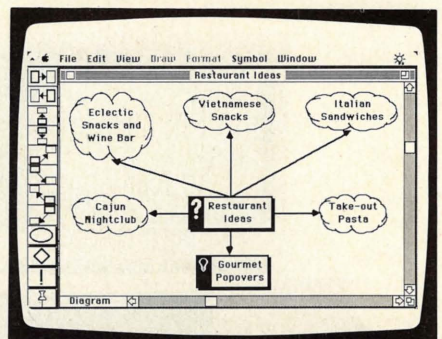 File Edit View Draw Format Symbol Window
Restaurant Ideas
Eclectic
Snacks and
Wine Bar
Vietnamese
Snacks
Italian
Sandwiches
Cajun
Nightclub
?
Restaurant
Ideas
Take-out
Pasta
Gourmet
Popovers
!
Diagram